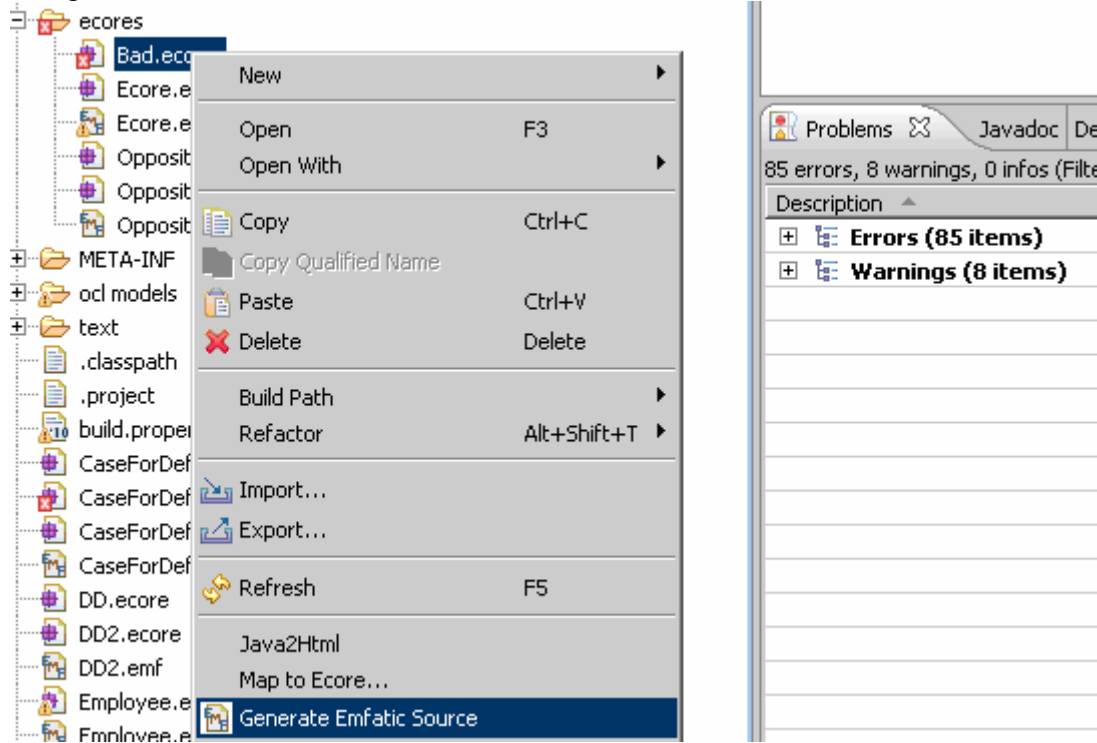 ecores
Bad.eco
Ecore.e
Ecore.e
Opposit
Opposit
Opposit
META-INF
ocl models
text
.classpath
.project
build.proper
CaseForDef
CaseForDef
CaseForDef
CaseForDef
DD.ecore
DD2.ecore
DD2.emf
Employee.e
Employee.e
New
Open F3
Open With
Copy Ctrl+C
Copy Qualified Name
Paste Ctrl+V
Delete Delete
Build Path
Refactor Alt+Shift+T
Import...
Export...
Refresh F5
Java2Html
Map to Ecore...
Generate Emfatic Source
Problems Javadoc De
85 errors, 8 warnings, 0 infos (Filte
Description
Errors (85 items)
Warnings (8 items)